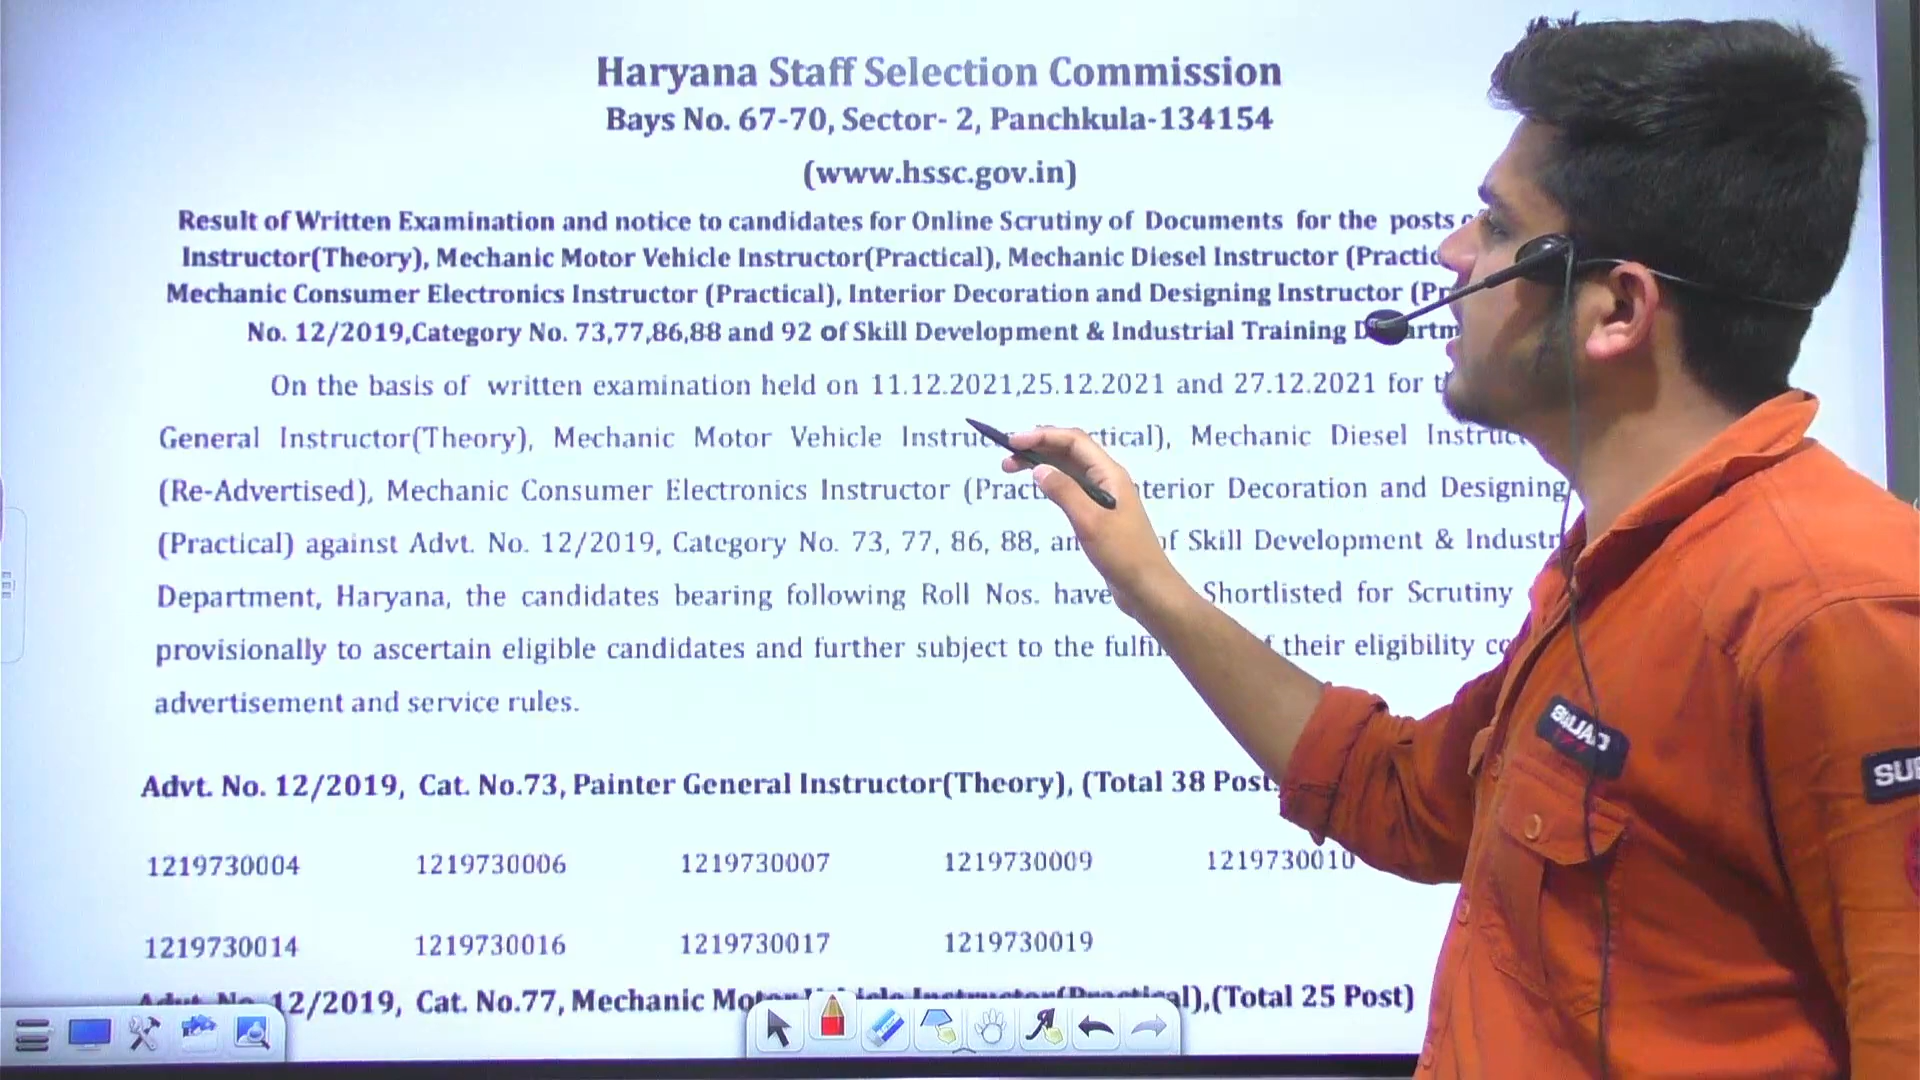 Haryana Staff Selection Commission
Bays No. 67-70, Sector- 2, Panchkula-134154
(www.hssc.gov.in)
Result of Written Examination and notice to candidates for Online Scrutiny of Documents for the posts
Instructor(Theory), Mechanic Motor Vehicle Instructor(Practical), Mechanic Diesel Instructor
Mechanic Consumer Electronics Instructor (Practical), Interior Decoration and Designing Instructor
No. 12/2019,Category No. 73,77,86,88 and 92 of Skill Development & Industrial Training
On the basis of written examination held on 11.12.2021,25.12.2021 and 27.12.2021 for
General Instructor(Theory), Mechanic Motor Vehicle Mechanic Diesel
(Re-Advertised), Mechanic Consumer Electronics Instructor Decoration and Designing
(Practical) against Advt. No. 12/2019, Category No. 73, 77, 86, 88, of Skill Development &
Department, Haryana, the candidates bearing following Roll Nos. have Shortlisted for Scrutiny
provisionally to ascertain eligible candidates and further subject to the their eligibility
advertisement and service rules.
Advt. No. 12/2019, Cat. No.73, Painter General Instructor(Theory), (Total 38 Post
1219730004 1219730006 1219730007 1219730009 1219730010
1219730014 1219730016 1219730017 1219730019
12/2019, Cat. No.77, Mechanic (Total 25 Post)